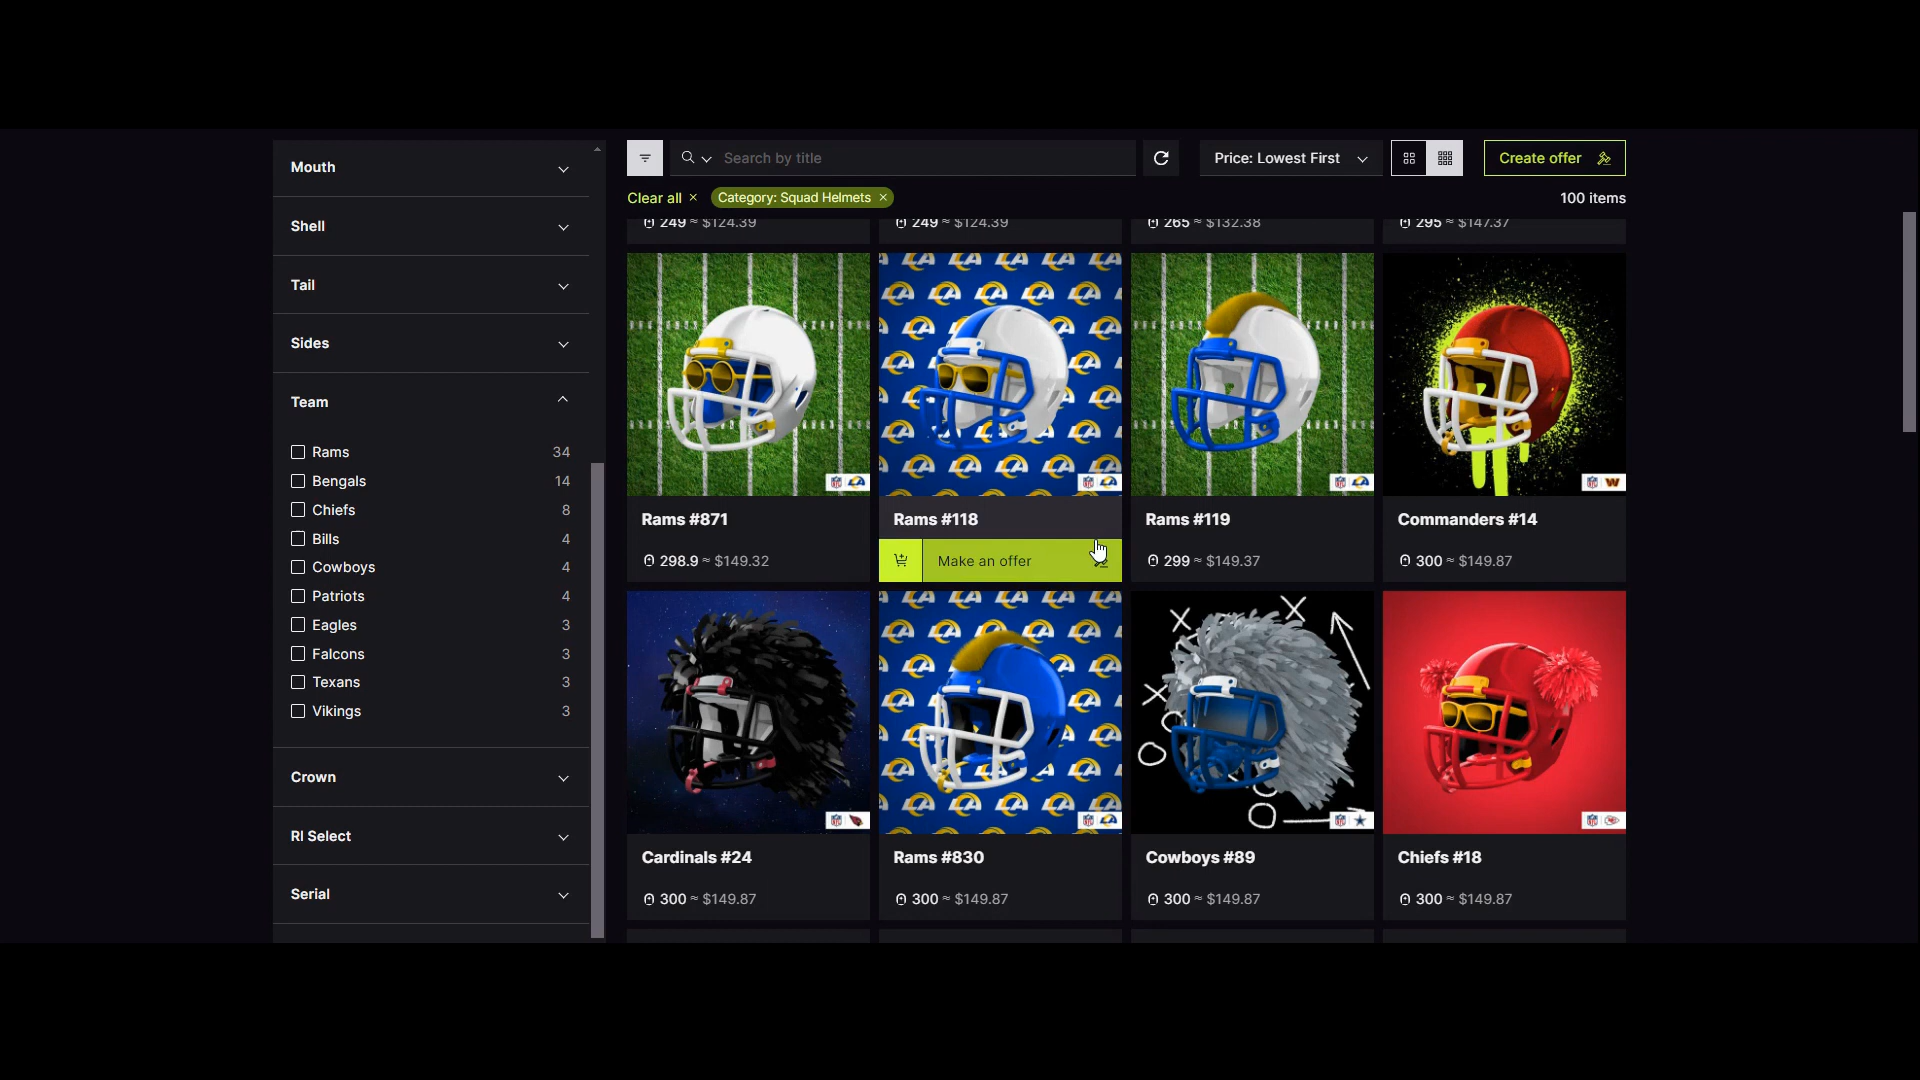 Mouth
Shell
Tail
Sides
Team
Rams 34
Bengals 14
Chiefs 8
Bills 4
Cowboys 4
Patriots 4
Eagles 3
Falcons 3
Texans 3
Vikings 3
Crown
RI Select
Serial
Search by title
Price: Lowest First
Create offer
Clear all × Category: Squad Helmets ×
100 items
249 ≈ $124.39
249 ≈ $124.39
265 ≈ $132.38
295 ≈ $147.37
Rams #871
298.9 ≈ $149.32
Rams #118
Make an offer
Rams #119
299 ≈ $149.37
Commanders #14
300 ≈ $149.87
Cardinals #24
300 ≈ $149.87
Rams #830
300 ≈ $149.87
Cowboys #89
300 ≈ $149.87
Chiefs #18
300 ≈ $149.87